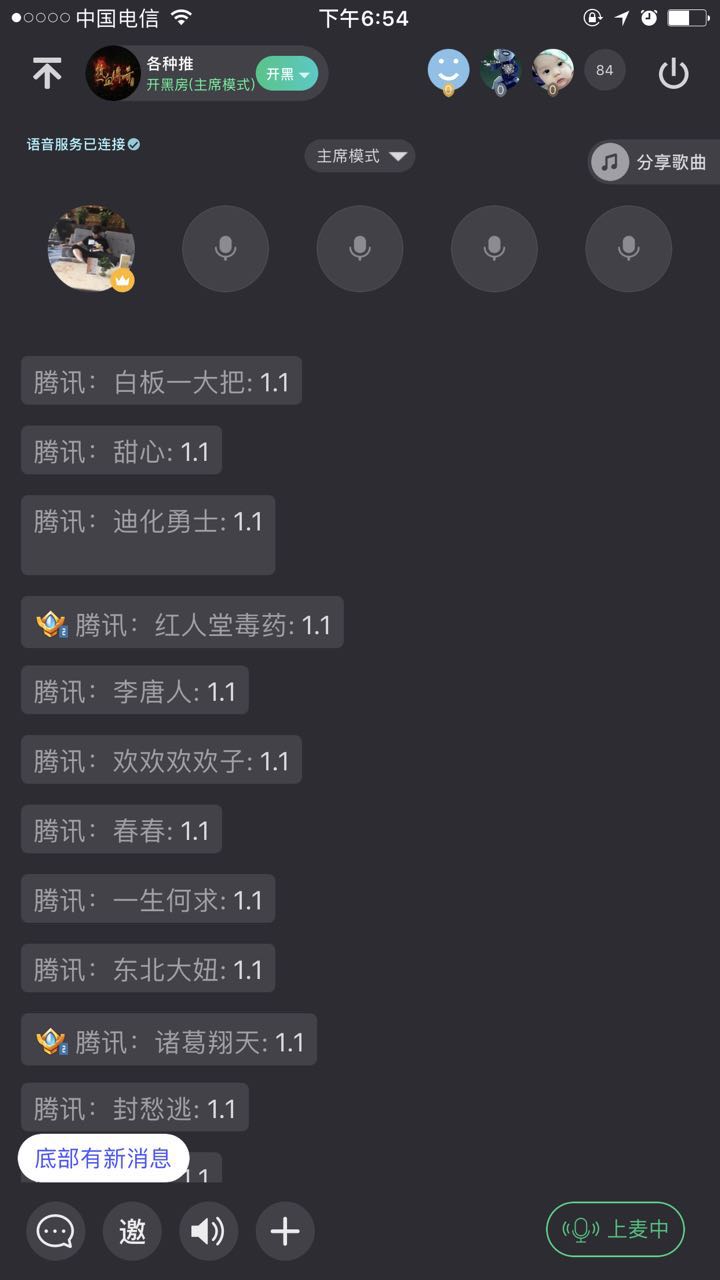 中国电信
下午6:54
各种推
开黑房(主席模式)
开黑
0
0
0
84
语音服务已连接
主席模式
分享歌曲
腾讯：白板一大把: 1.1
腾讯：甜心: 1.1
腾讯：迪化勇士: 1.1
2
腾讯：红人堂毒药: 1.1
腾讯：李唐人: 1.1
腾讯：欢欢欢欢子: 1.1
腾讯：春春: 1.1
腾讯：一生何求: 1.1
腾讯：东北大妞: 1.1
2
腾讯：诸葛翔天: 1.1
腾讯：封愁逃: 1.1
底部有新消息
1.1
邀
上麦中